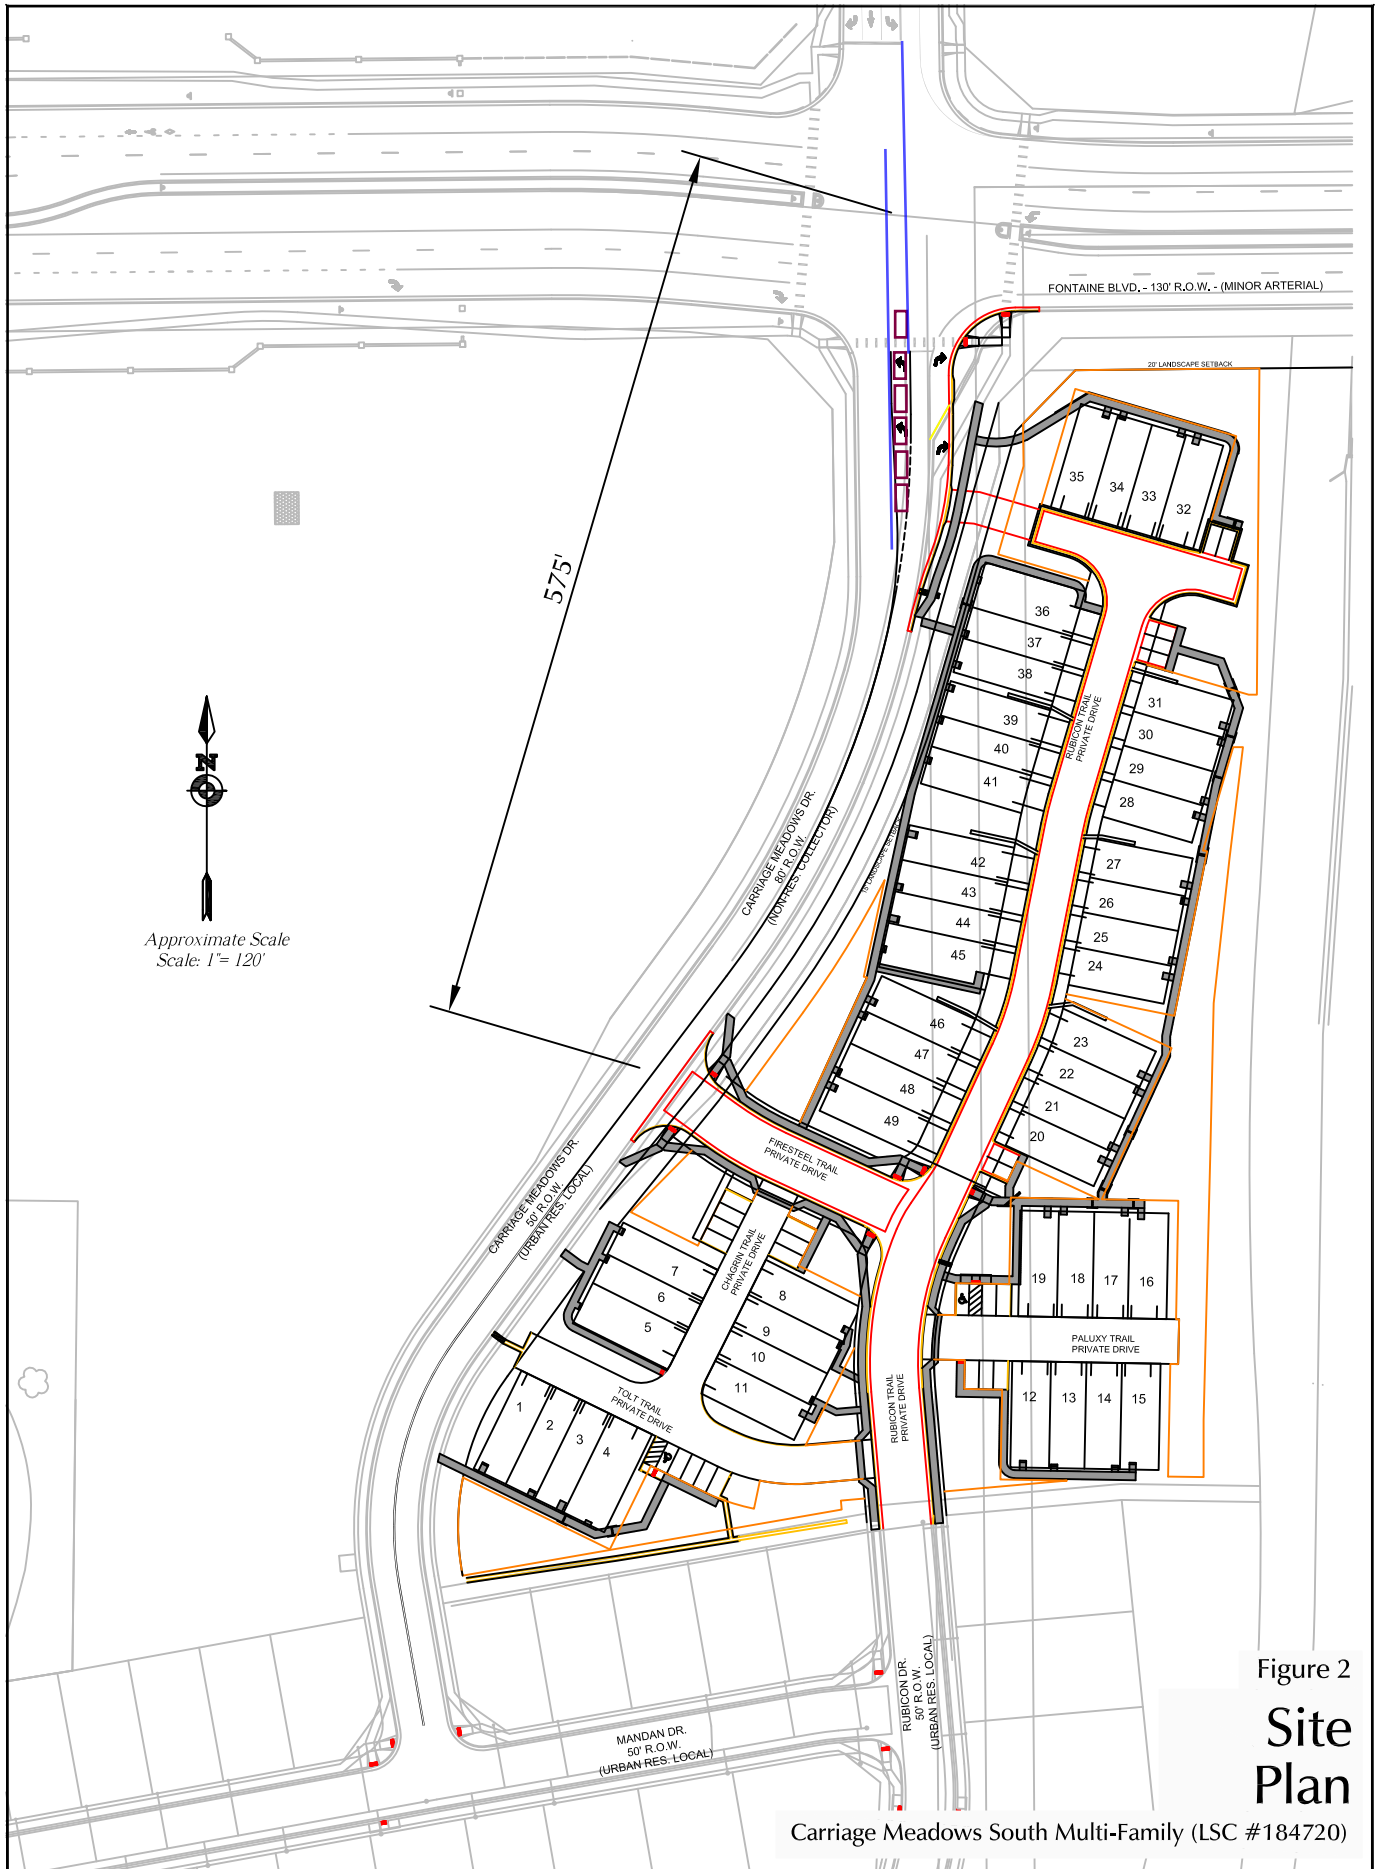 FONTAINE BLVD. - 130' R.O.W. - (MINOR ARTERIAL)
20' LANDSCAPE SETBACK
35
34
33
32
575'
36
37
38
39
40
41
RUBICON TRAIL
PRIVATE DRIVE
31
30
29
28
N
Approximate Scale
Scale: 1"= 120'
CARRIAGE MEADOWS DR.
80' R.O.W.
(NON-RES. COLLECTOR)
15' LANDSCAPE SETBACK
42
43
44
45
27
26
25
24
46
47
48
49
23
22
21
20
FIRESTEEL TRAIL
PRIVATE DRIVE
CARRIAGE MEADOWS DR.
50' R.O.W.
(URBAN RES. LOCAL)
CHAGRIN TRAIL
PRIVATE DRIVE
7
6
5
8
9
10
11
19
18
17
16
PALUXY TRAIL
PRIVATE DRIVE
12
13
14
15
TOLT TRAIL
PRIVATE DRIVE
1
2
3
4
RUBICON TRAIL
PRIVATE DRIVE
RUBICON DR.
50' R.O.W.
(URBAN RES. LOCAL)
MANDAN DR.
50' R.O.W.
(URBAN RES. LOCAL)
Figure 2
Site
Plan
Carriage Meadows South Multi-Family (LSC #184720)